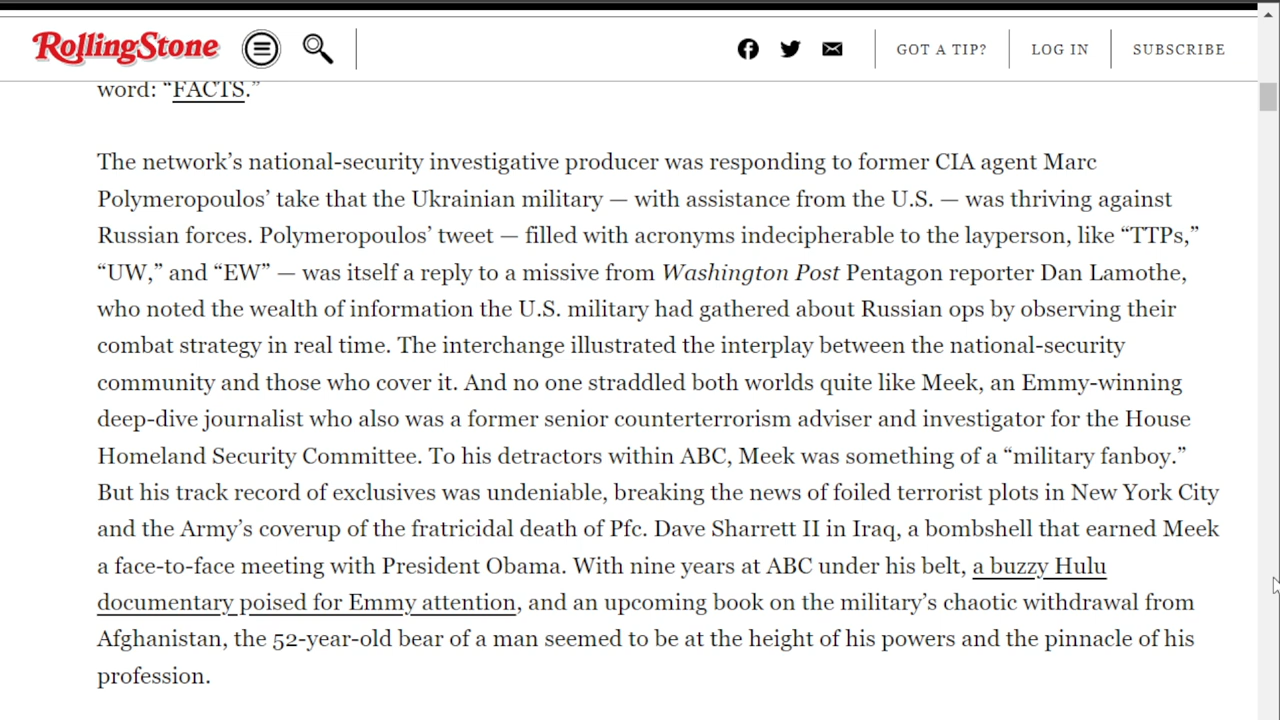 RollingStone
GOT A TIP?
LOG IN
SUBSCRIBE
word: “FACTS.”
The network’s national-security investigative producer was responding to former CIA agent Marc
Polymeropoulos’ take that the Ukrainian military — with assistance from the U.S. — was thriving against
Russian forces. Polymeropoulos’ tweet — filled with acronyms indecipherable to the layperson, like “TTPs,”
“UW,” and “EW” — was itself a reply to a missive from Washington Post Pentagon reporter Dan Lamothe,
who noted the wealth of information the U.S. military had gathered about Russian ops by observing their
combat strategy in real time. The interchange illustrated the interplay between the national-security
community and those who cover it. And no one straddled both worlds quite like Meek, an Emmy-winning
deep-dive journalist who also was a former senior counterterrorism adviser and investigator for the House
Homeland Security Committee. To his detractors within ABC, Meek was something of a “military fanboy.”
But his track record of exclusives was undeniable, breaking the news of foiled terrorist plots in New York City
and the Army’s coverup of the fratricidal death of Pfc. Dave Sharrett II in Iraq, a bombshell that earned Meek
a face-to-face meeting with President Obama. With nine years at ABC under his belt, a buzzy Hulu
documentary poised for Emmy attention, and an upcoming book on the military’s chaotic withdrawal from
Afghanistan, the 52-year-old bear of a man seemed to be at the height of his powers and the pinnacle of his
profession.